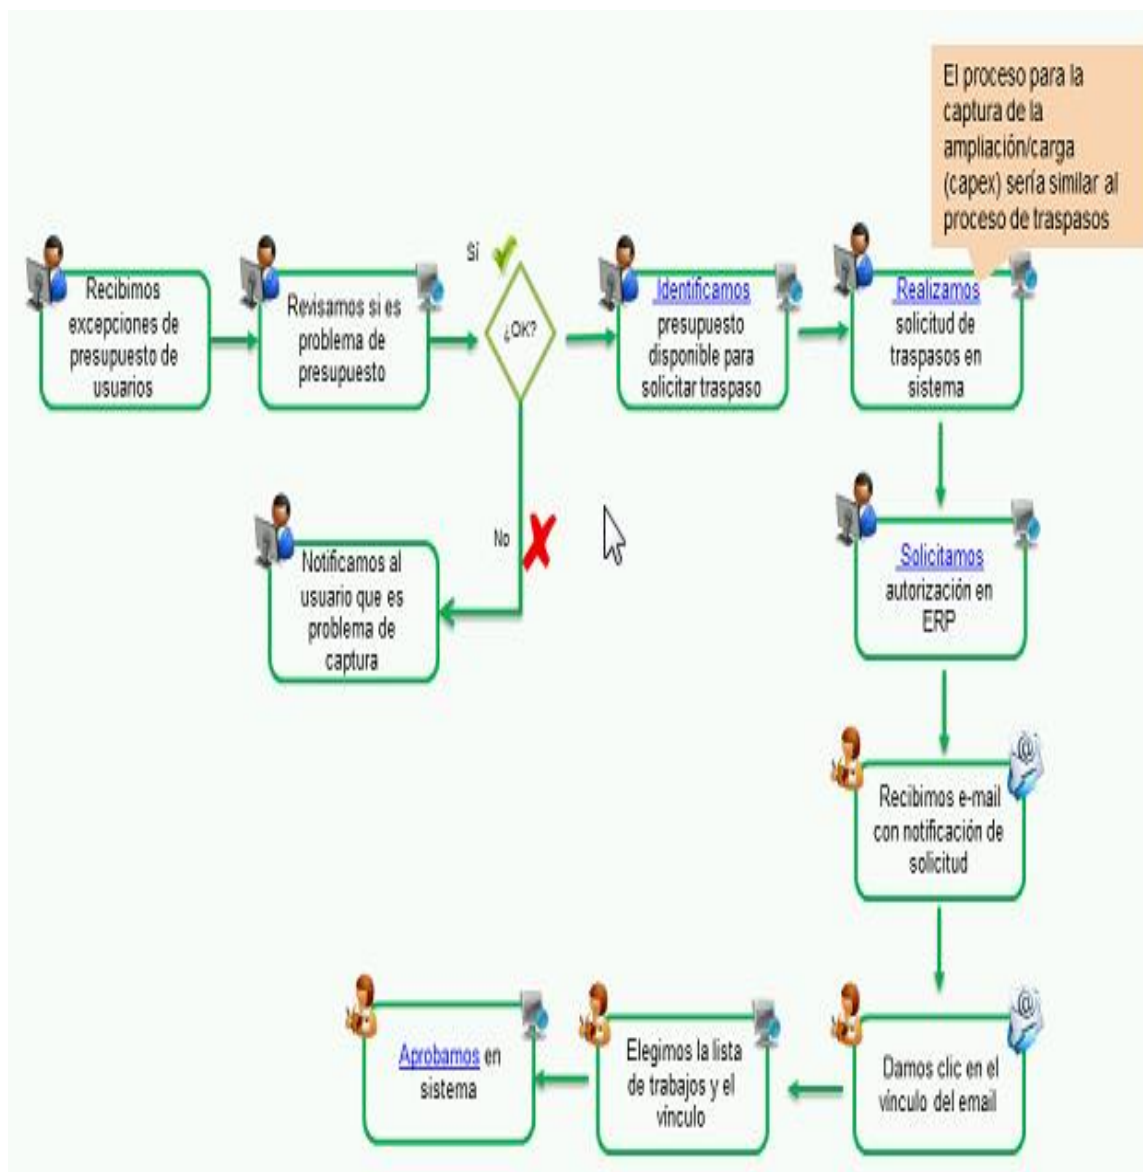 El proceso para la
captura de la
ampliación/carga
(capex) sería similar al
proceso de traspasos
Recibimos
excepciones de
presupuesto de
usuarios
Revisamos si es
problema de
presupuesto
Sí
¿OK?
Identificamos
presupuesto
disponible para
solicitar traspaso
Realizamos
solicitud de
traspasos en
sistema
No
Notificamos al
usuario que es
problema de
captura
Solicitamos
autorización en
ERP
Recibimos e-mail
con notificación de
solicitud
Damos clic en el
vínculo del email
Elegimos la lista
de trabajos y el
vínculo
Aprobamos en
sistema